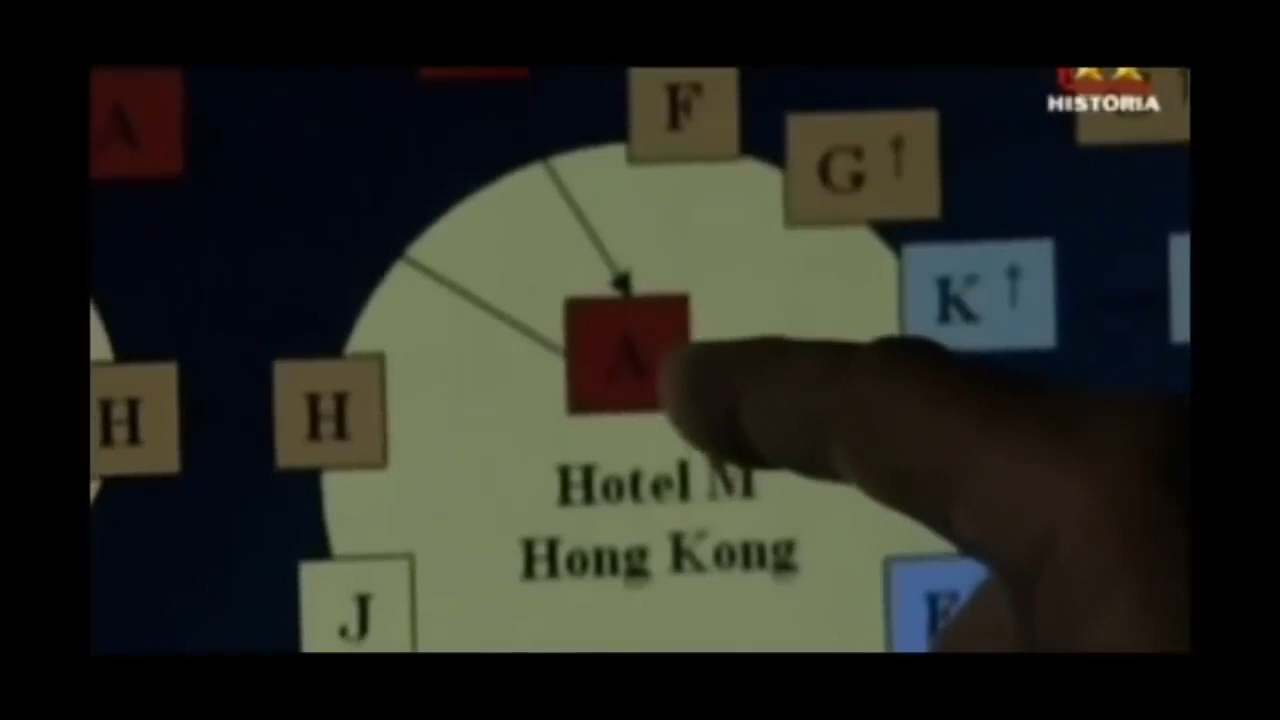 HISTORIA
A
F
G ↑
K ↑
A
H
H
Hotel M
Hong Kong
J